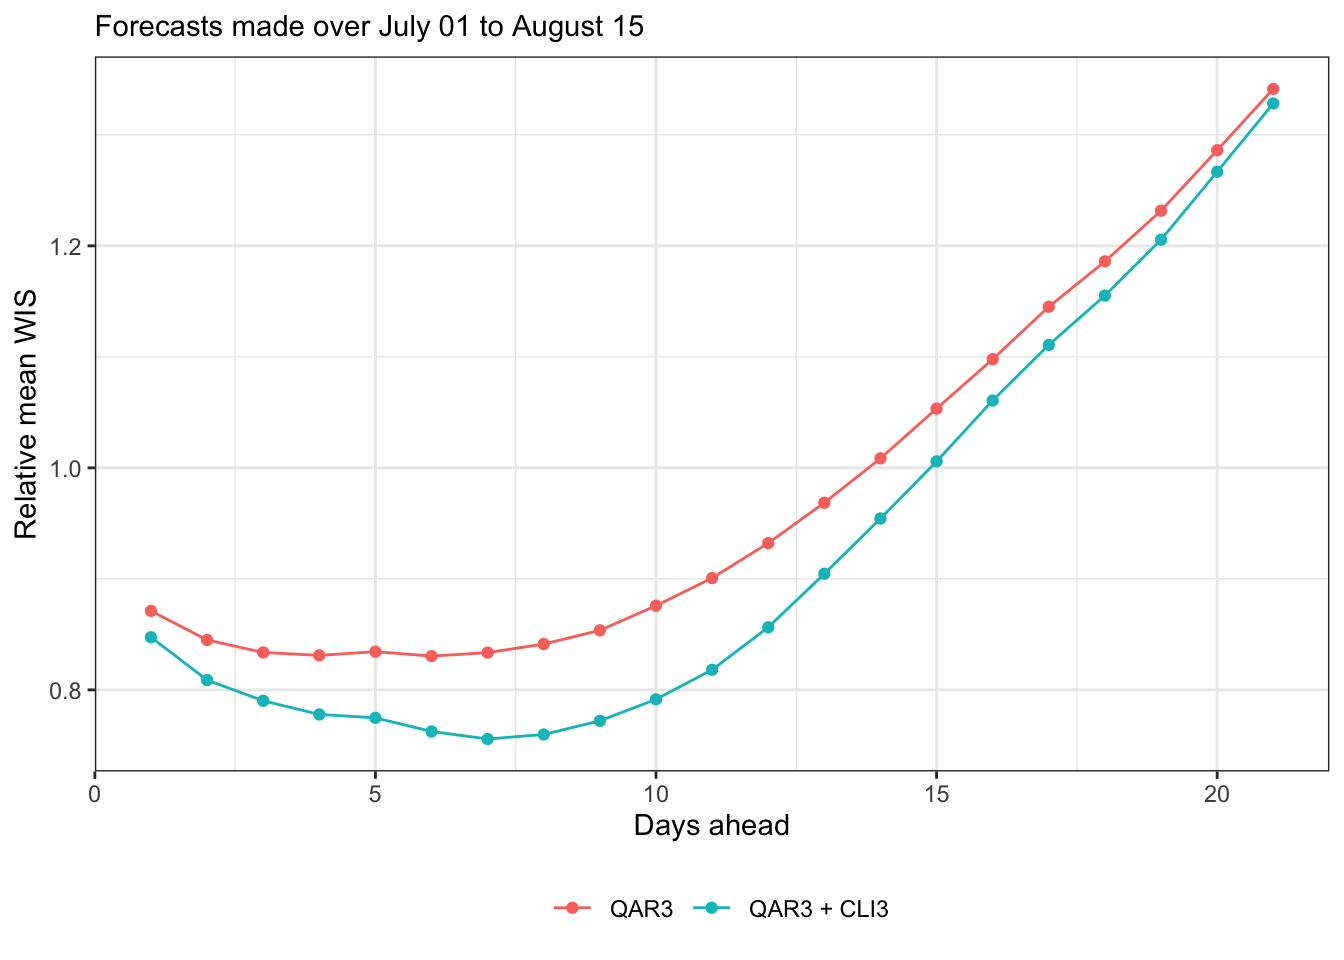 Forecasts made over July 01 to August 15
Relative mean WIS
1.2
1.0
0.8
0 5 10 15 20
Days ahead
QAR3 QAR3 + CLI3